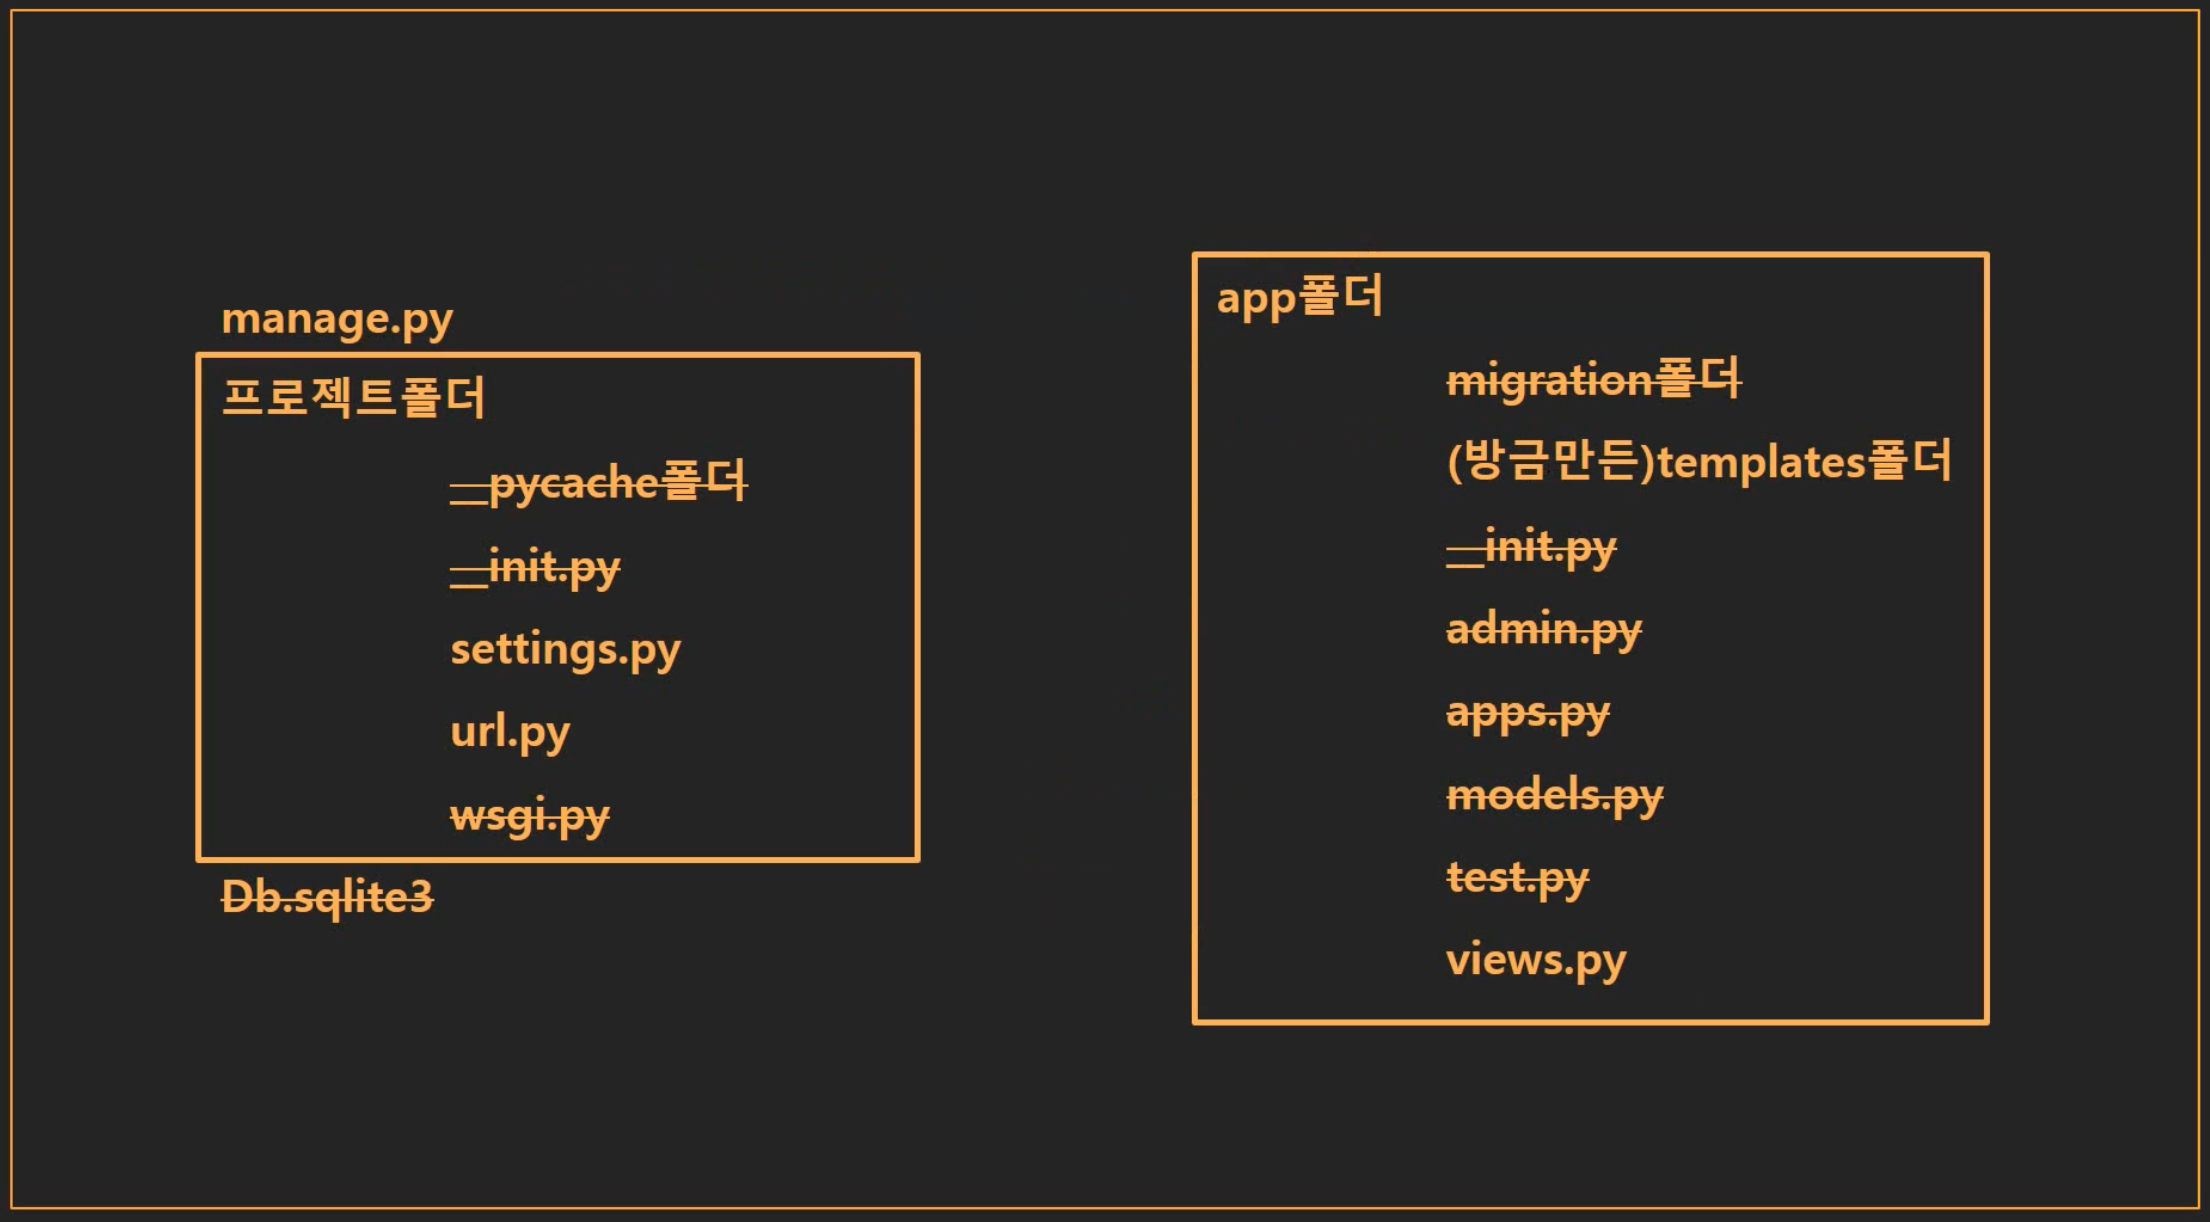 manage.py
프로젝트폴더
__pycache폴더
__init.py
settings.py
url.py
wsgi.py
Db.sqlite3
app폴더
migration폴더
(방금만든)templates폴더
__init.py
admin.py
apps.py
models.py
test.py
views.py